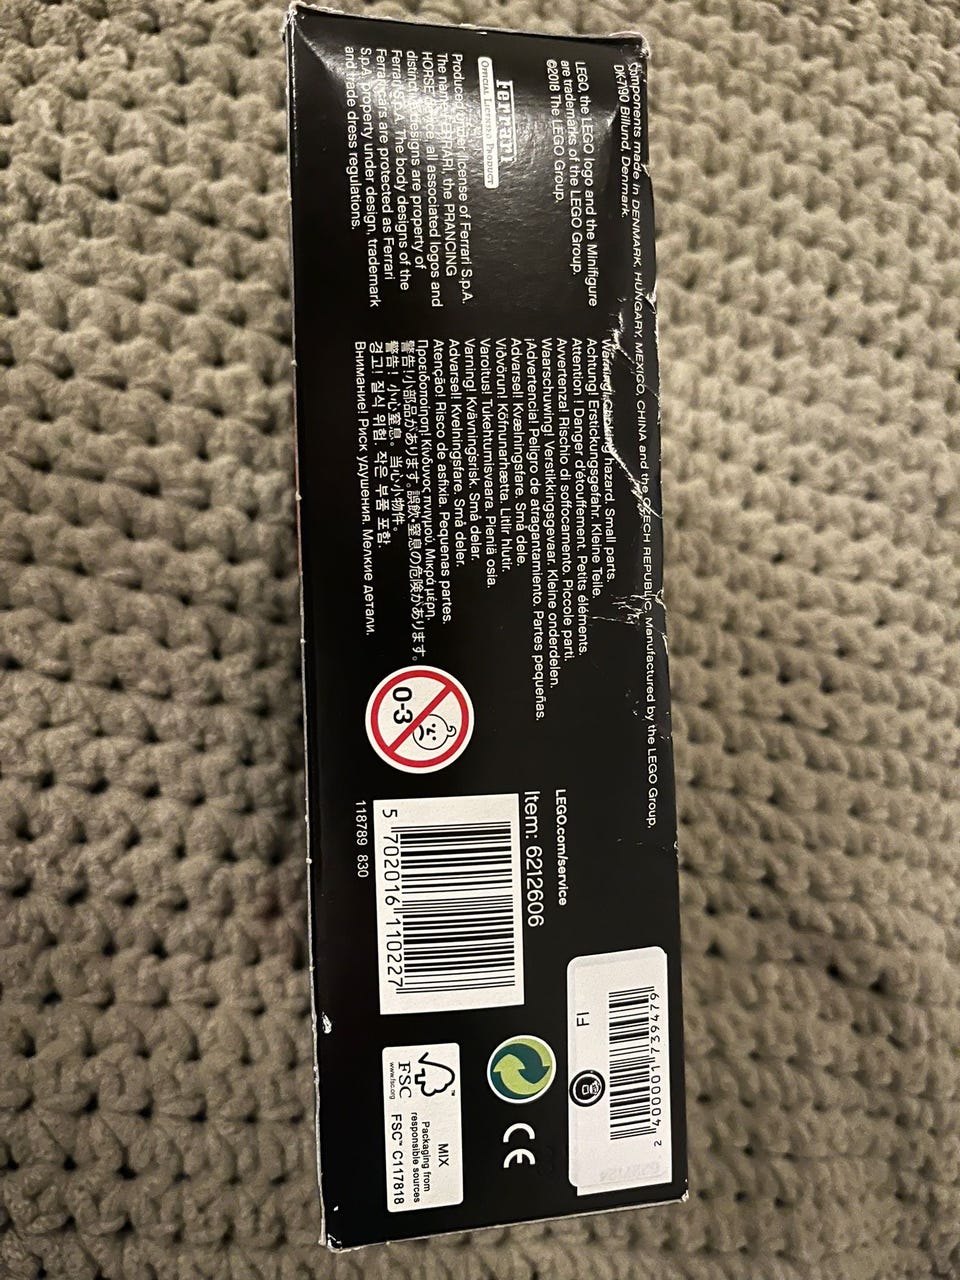 Components made in DENMARK, HUNGARY, MEXICO, CHINA and the CZECH REPUBLIC. Manufactured by the LEGO Group,
DK-7190 Billund, Denmark.
LEGO, the LEGO logo and the Minifigure
are trademarks of the LEGO Group.
©2018 The LEGO Group.
Ferrari
OFFICIAL LICENSED PRODUCT
Produced under license of Ferrari S.p.A.
The name FERRARI, the PRANCING
HORSE device, all associated logos and
distinctive designs are property of
Ferrari S.p.A. The body designs of the
Ferrari cars are protected as Ferrari
S.p.A. property under design, trademark
and trade dress regulations.
Warning! Choking hazard. Small parts.
Achtung! Erstickungsgefahr. Kleine Teile.
Attention ! Danger d'étouffement. Petits éléments.
Avvertenza! Rischio di soffocamento. Piccole parti.
Waarschuwing! Verstikkingsgevaar. Kleine onderdelen.
¡Advertencia! Peligro de atragantamiento. Partes pequeñas.
Advarsel! Kvælningsfare. Små dele.
Viðvörun! Köfnunarhætta. Litlir hlutir.
Varoitus! Tukehtumisvaara. Pieniä osia.
Varning! Kvävningsrisk. Små delar.
Advarsel! Kvelningsfare. Små deler.
Atenção! Risco de asfixia. Pequenas partes.
Προειδοποίηση! Κίνδυνος πνιγμού. Μικρά μέρη.
警告!小部品があります。誤飲・窒息の危険があります。
警告！小心窒息。当心小物件。
경고! 질식 위험. 작은 부품 포함.
Внимание! Риск удушения. Мелкие детали.
0-3
LEGO.com/service
Item: 6212606
5 702016 110227
118789 830
FI
2 400001 739479
CE
FSC™
www.fsc.org
MIX
Packaging from
responsible sources
FSC™ C117818